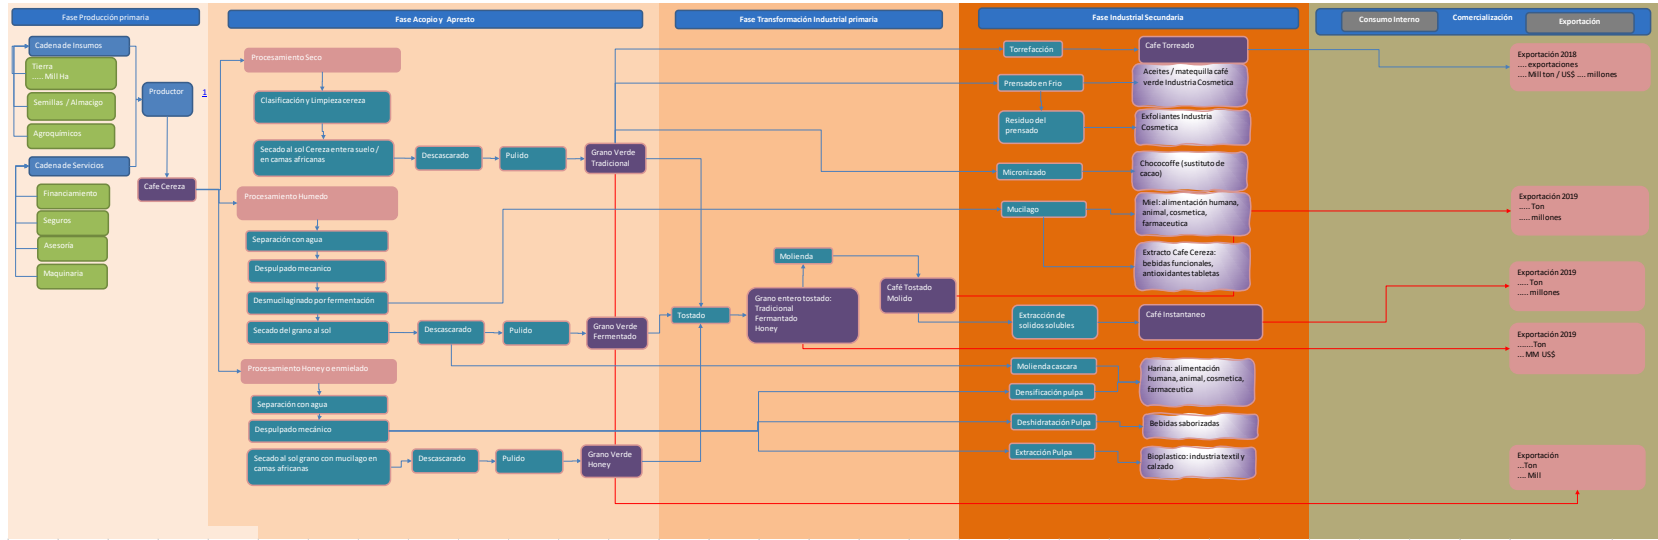 Fase Producción primaria
Cadena de Insumos
Tierra
..... Mill Ha
Semillas / Almacigo
Agroquímicos
Productor
1
Cadena de Servicios
Cafe Cereza
Financiamiento
Seguros
Asesoría
Maquinaria
Fase Acopio y Apresto
Procesamiento Seco
Clasificación y Limpieza cereza
Secado al sol Cereza entera suelo /
en camas africanas
Descascarado
Pulido
Grano Verde
Tradicional
Procesamiento Humedo
Separación con agua
Despulpado mecanico
Desmucilaginado por fermentación
Secado del grano al sol
Descascarado
Pulido
Grano Verde
Fermentado
Procesamiento Honey o enmielado
Separación con agua
Despulpado mecánico
Secado al sol grano con mucilago en
camas africanas
Descascarado
Pulido
Grano Verde
Honey
Fase Transformación Industrial primaria
Tostado
Molienda
Grano entero tostado:
Tradicional
Fermantado
Honey
Café Tostado
Molido
Fase Industrial Secundaria
Torrefacción
Cafe Torreado
Prensado en Frio
Aceites / matequilla café
verde Industria Cosmetica
Residuo del
prensado
Exfoliantes Industria
Cosmetica
Micronizado
Chococoffe (sustituto de
cacao)
Mucilago
Miel: alimentación humana,
animal, cosmetica,
farmaceutica
Extracto Cafe Cereza:
bebidas funcionales,
antioxidantes tabletas
Extracción de
solidos solubles
Café Instantaneo
Molienda cascara
Densificación pulpa
Harina: alimentación
humana, animal, cosmetica,
farmaceutica
Deshidratación Pulpa
Bebidas saborizadas
Extracción Pulpa
Bioplastico: industria textil y
calzado
Consumo Interno
Comercialización
Exportación
Exportación 2018
.... exportaciones
.... Mill ton / US$ .... millones
Exportación 2019
..... Ton
..... millones
Exportación 2019
..... Ton
..... millones
Exportación 2019
........Ton
... MM US$
Exportación
...Ton
.... Mill